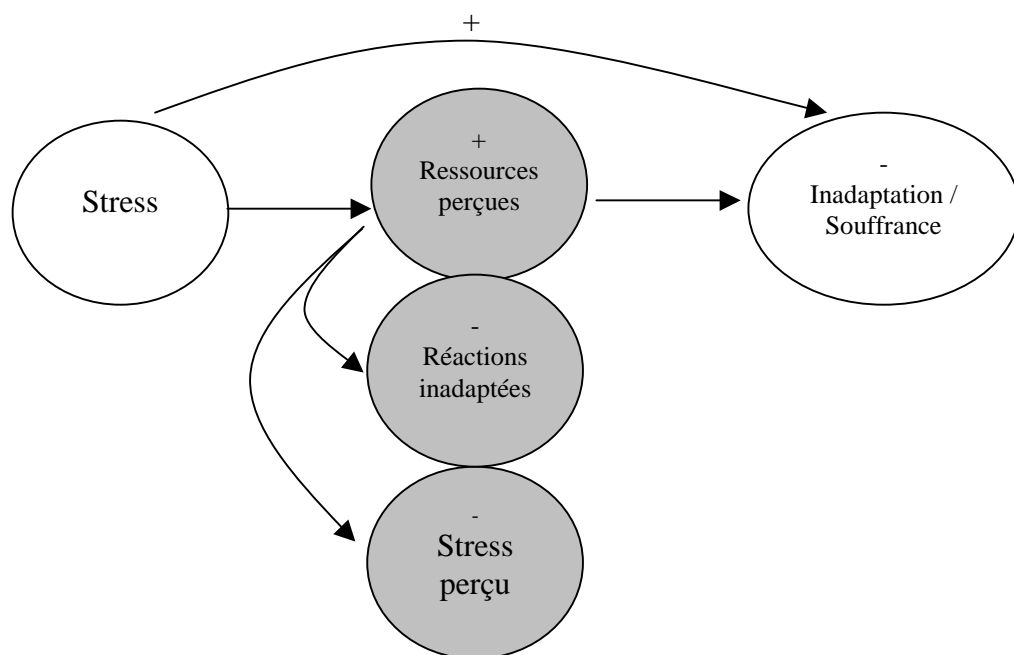 +
Stress
+
Ressources
perçues
-
Inadaptation /
Souffrance
-
Réactions
inadaptées
-
Stress
perçu